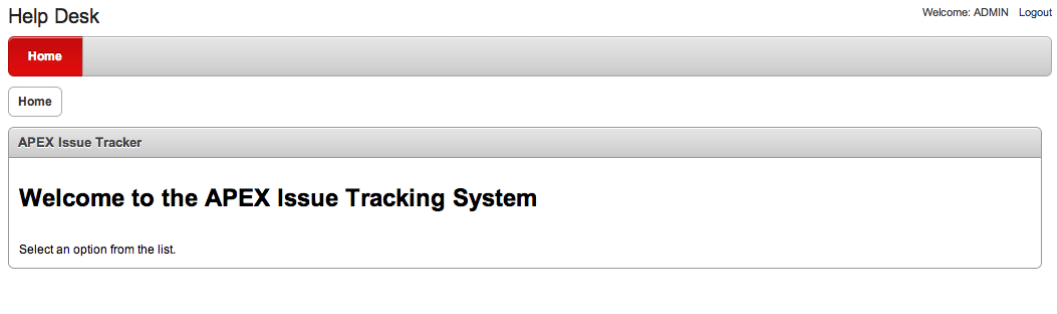 Help Desk
Welcome: ADMIN Logout
Home
Home
APEX Issue Tracker
Welcome to the APEX Issue Tracking System
Select an option from the list.